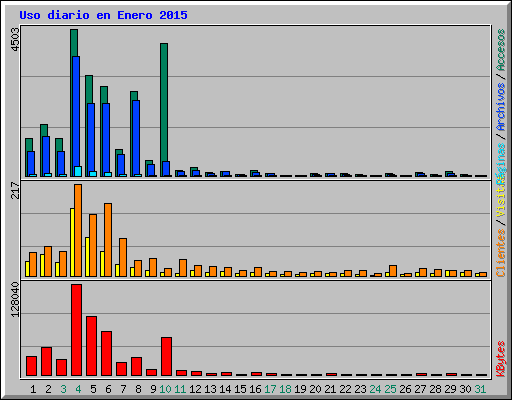 Uso diario en Enero 2015
4503
217
128040
Clientes / Visitas
Páginas / Archivos / Accesos
KBytes
1 2 3 4 5 6 7 8 9 10 11 12 13 14 15 16 17 18 19 20 21 22 23 24 25 26 27 28 29 30 31